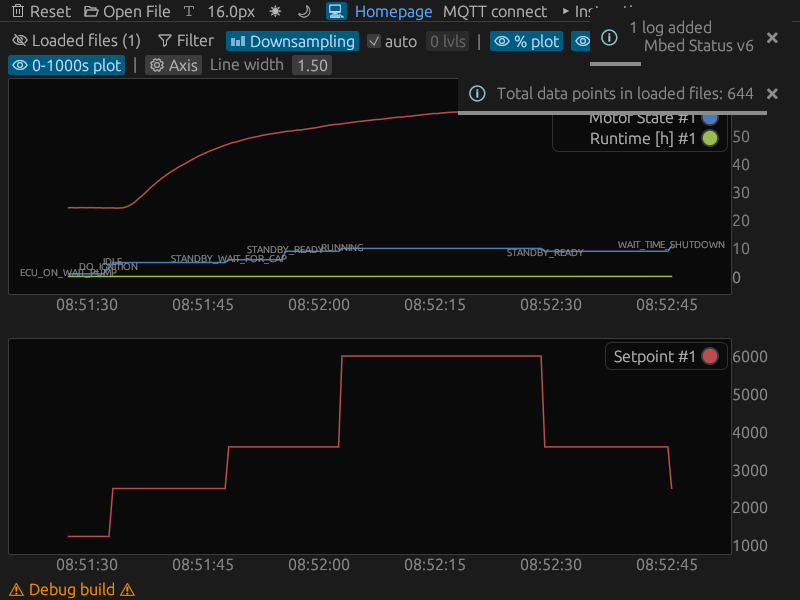 Reset Open File T 16.0px Homepage MQTT connect
1 log added
Mbed Status v6
Loaded files (1) Filter Downsampling auto 0 lvls | % plot
0-1000s plot | Axis Line width 1.50
Total data points in loaded files: 644
Motor State #1
Runtime [h] #1
50
40
30
20
10
0
ECU_ON_WAIT_PUMP
DO_IGNITION
IDLE
STANDBY_WAIT_FOR_CAP
STANDBY_READY
RUNNING
STANDBY_READY
WAIT_TIME_SHUTDOWN
08:51:30 08:51:45 08:52:00 08:52:15 08:52:30 08:52:45
Setpoint #1
6000
5000
4000
3000
2000
1000
08:51:30 08:51:45 08:52:00 08:52:15 08:52:30 08:52:45
⚠ Debug build ⚠